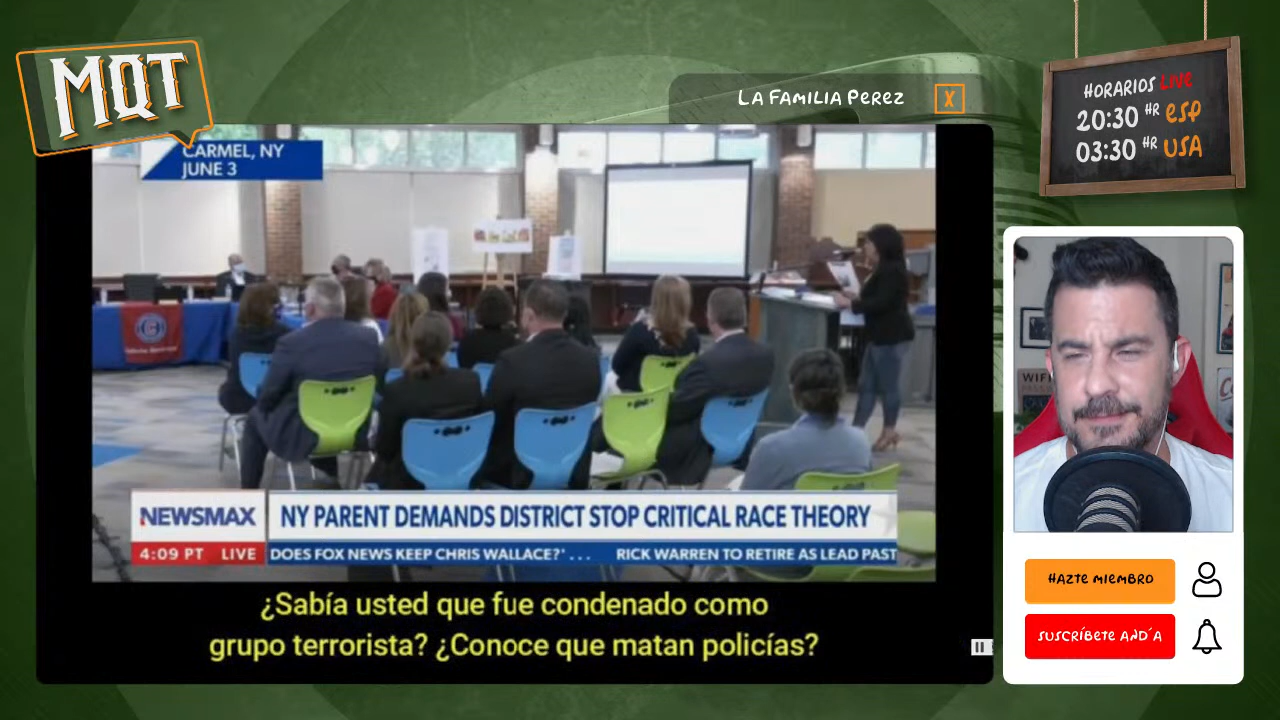 MQT
LA FAMILIA PEREZ
X
HORARIOS LIVE
20:30 HR esp
03:30 HR USA
CARMEL, NY
JUNE 3
WIFI
NEWSMAX
NY PARENT DEMANDS DISTRICT STOP CRITICAL RACE THEORY
4:09 PT LIVE
DOES FOX NEWS KEEP CHRIS WALLACE?' . . . RICK WARREN TO RETIRE AS LEAD PAST
¿Sabía usted que fue condenado como
grupo terrorista? ¿Conoce que matan policías?
HAZTE MIEMBRO
SUSCRÍBETE AND´A